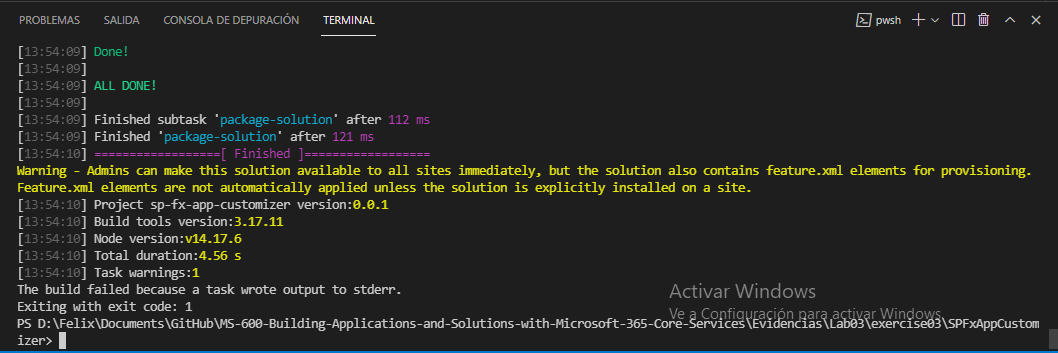 PROBLEMAS SALIDA CONSOLA DE DEPURACIÓN TERMINAL pwsh
[13:54:09] Done!
[13:54:09]
[13:54:09] ALL DONE!
[13:54:09]
[13:54:09] Finished subtask 'package-solution' after 112 ms
[13:54:09] Finished 'package-solution' after 121 ms
[13:54:10] ==================[ Finished ]==================
Warning - Admins can make this solution available to all sites immediately, but the solution also contains feature.xml elements for provisioning.
Feature.xml elements are not automatically applied unless the solution is explicitly installed on a site.
[13:54:10] Project sp-fx-app-customizer version:0.0.1
[13:54:10] Build tools version:3.17.11
[13:54:10] Node version:v14.17.6
[13:54:10] Total duration:4.56 s
[13:54:10] Task warnings:1
The build failed because a task wrote output to stderr.
Activar Windows
Exiting with exit code: 1
Ve a Configuración para activar Windows.
PS D:\Felix\Documents\GitHub\MS-600-Building-Applications-and-Solutions-with-Microsoft-365-Core-Services\Evidencias\Lab03\exercise03\SPFxAppCustom
izer>